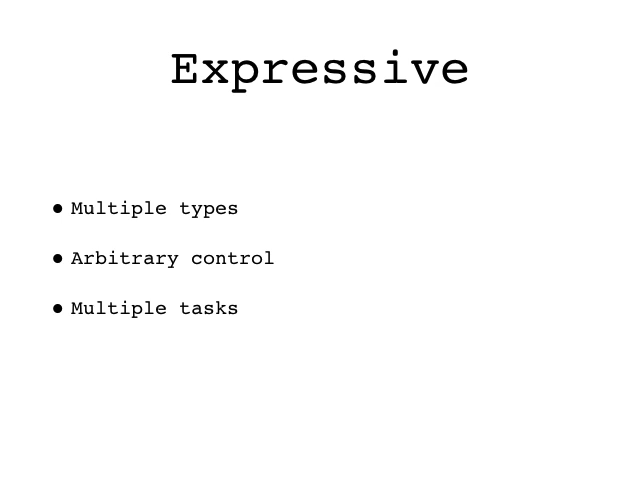 Expressive
• Multiple types
• Arbitrary control
• Multiple tasks